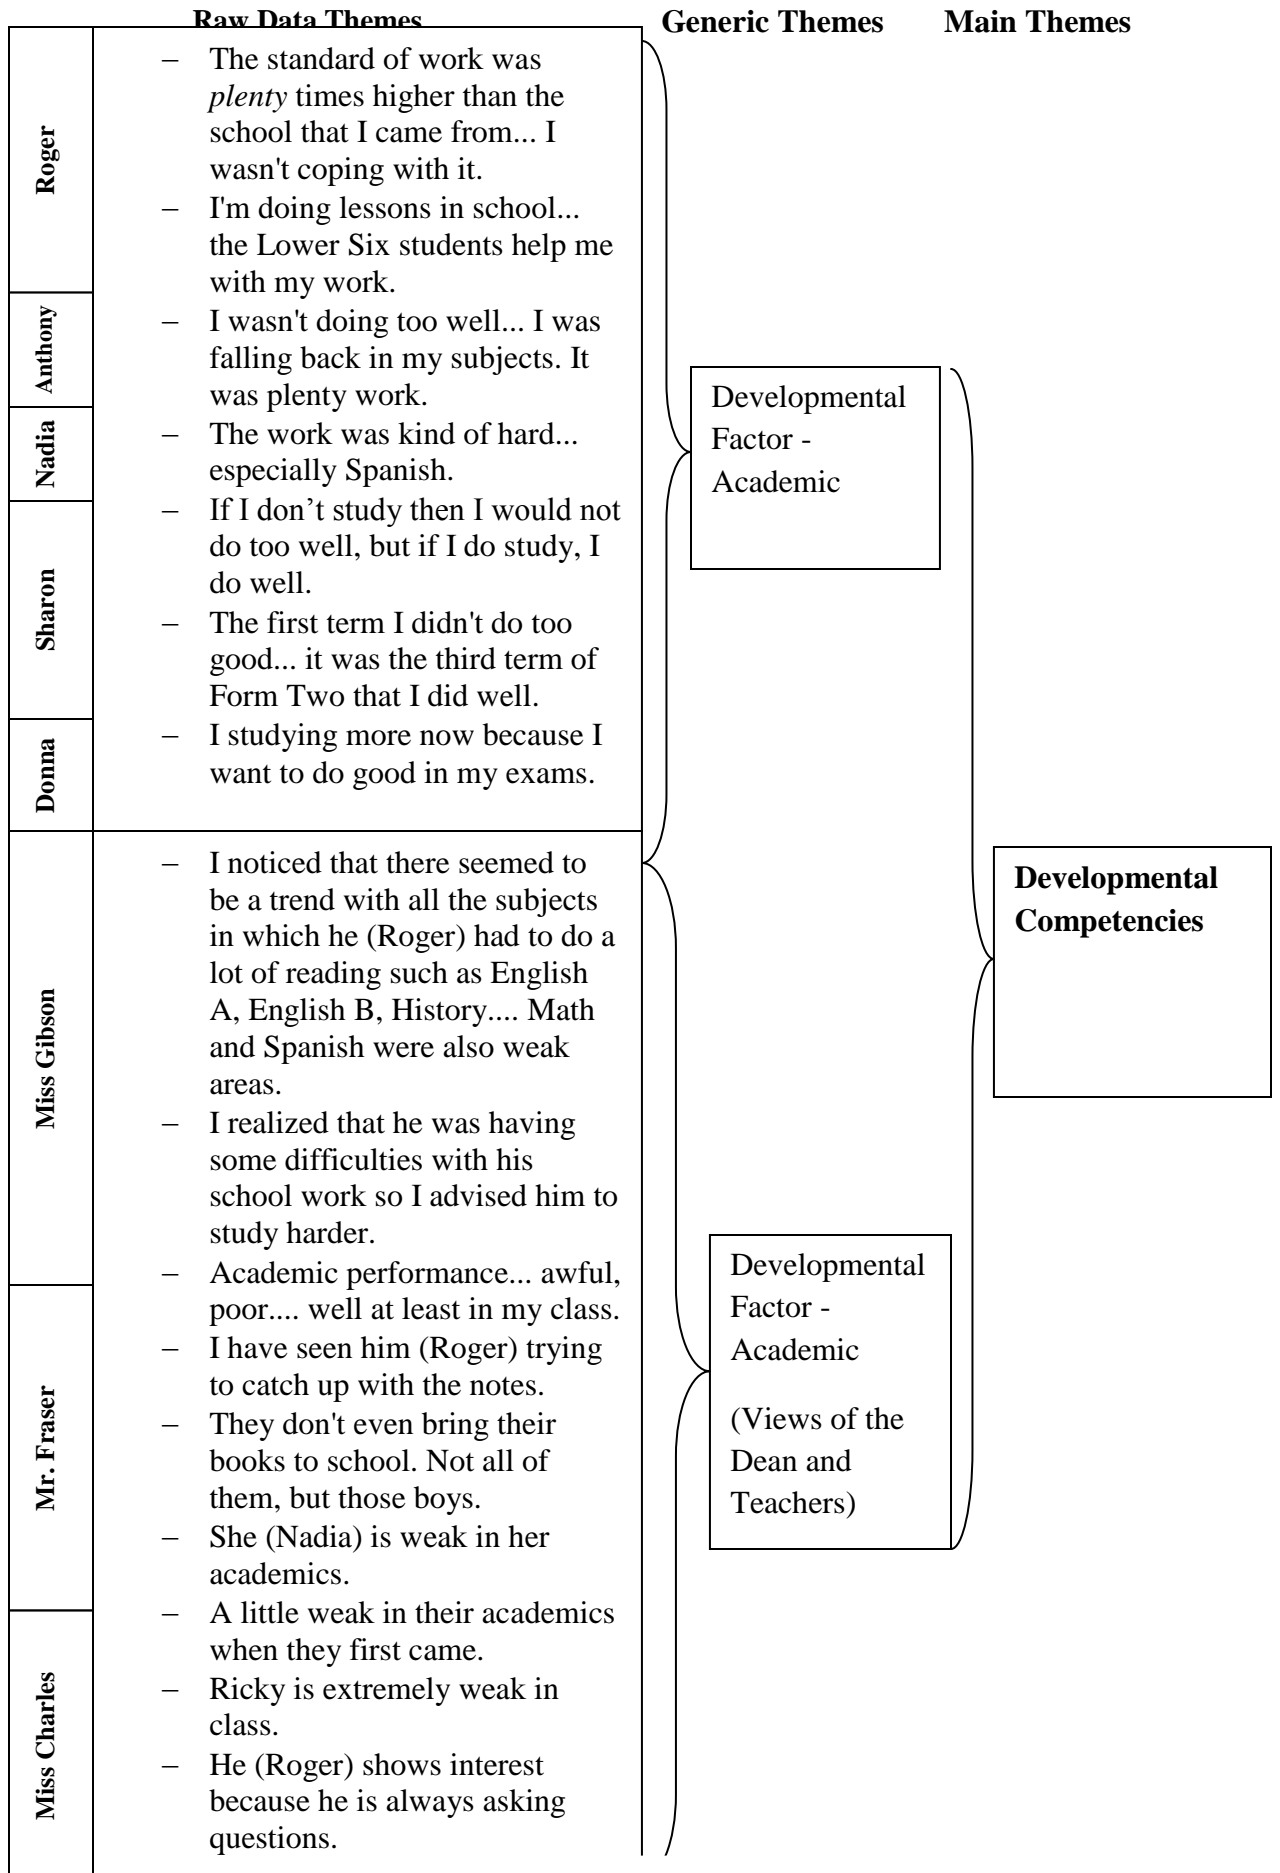 Raw Data Themes Generic Themes Main Themes
Roger
– The standard of work was
plenty times higher than the
school that I came from... I
wasn't coping with it.
– I'm doing lessons in school...
the Lower Six students help me
with my work.
Anthony
– I wasn't doing too well... I was
falling back in my subjects. It
was plenty work.
Nadia
– The work was kind of hard...
especially Spanish.
Sharon
– If I don’t study then I would not
do too well, but if I do study, I
do well.
– The first term I didn't do too
good... it was the third term of
Form Two that I did well.
Donna
– I studying more now because I
want to do good in my exams.
Developmental
Factor -
Academic
Miss Gibson
– I noticed that there seemed to
be a trend with all the subjects
in which he (Roger) had to do a
lot of reading such as English
A, English B, History.... Math
and Spanish were also weak
areas.
– I realized that he was having
some difficulties with his
school work so I advised him to
study harder.
Mr. Fraser
– Academic performance... awful,
poor.... well at least in my class.
– I have seen him (Roger) trying
to catch up with the notes.
– They don't even bring their
books to school. Not all of
them, but those boys.
– She (Nadia) is weak in her
academics.
Miss Charles
– A little weak in their academics
when they first came.
– Ricky is extremely weak in
class.
– He (Roger) shows interest
because he is always asking
questions.
Developmental
Factor -
Academic
(Views of the
Dean and
Teachers)
Developmental
Competencies